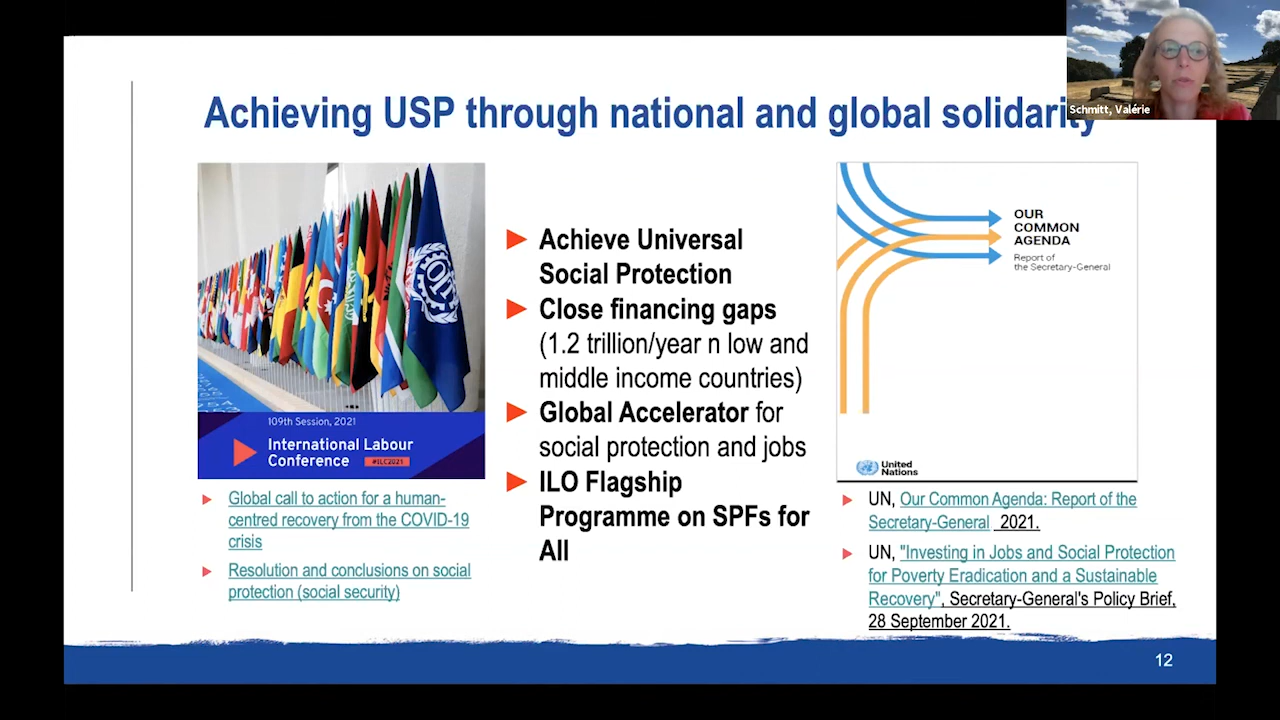 Achieving USP through national and global solidarity
Schmitt, Valérie
109th Session, 2021
International Labour
Conference #ILC2021
Global call to action for a human-
centred recovery from the COVID-19
crisis
Resolution and conclusions on social
protection (social security)
Achieve Universal
Social Protection
Close financing gaps
(1.2 trillion/year n low and
middle income countries)
Global Accelerator for
social protection and jobs
ILO Flagship
Programme on SPFs for
All
OUR
COMMON
AGENDA
Report of
the Secretary-General
United
Nations
UN, Our Common Agenda: Report of the
Secretary-General 2021.
UN, "Investing in Jobs and Social Protection
for Poverty Eradication and a Sustainable
Recovery", Secretary-General's Policy Brief,
28 September 2021.
12